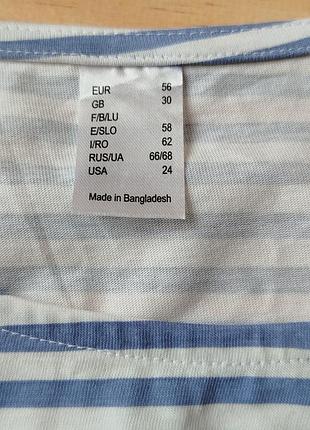 EUR 56
GB 30
F/B/LU
E/SLO 58
I/RO 62
RUS/UA 66/68
USA 24
Made in Bangladesh